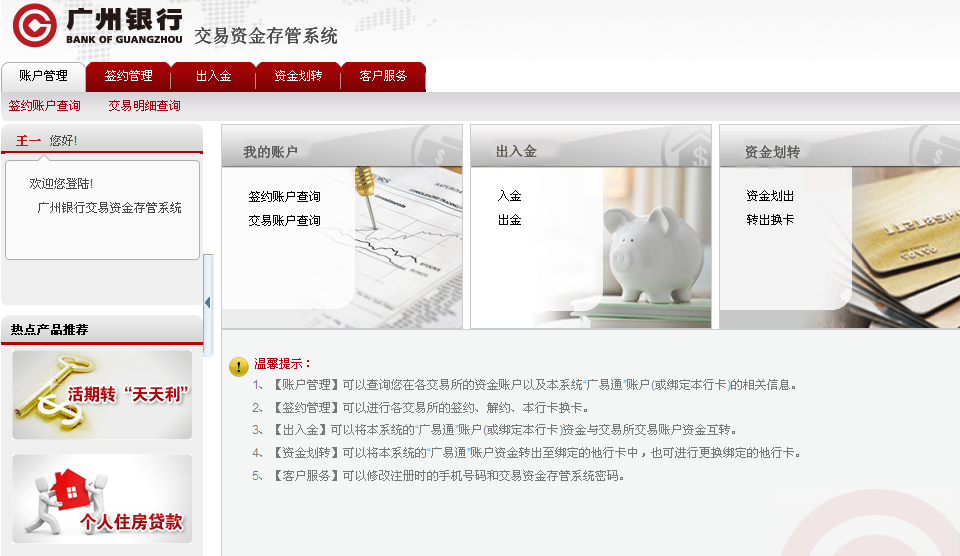 广州银行
BANK OF GUANGZHOU
交易资金存管系统
账户管理 签约管理 出入金 资金划转 客户服务
签约账户查询 交易明细查询
王一 您好!
欢迎您登陆!
广州银行交易资金存管系统
热点产品推荐
活期转“天天利”
个人住房贷款
我的账户
签约账户查询
交易账户查询
出入金
入金
出金
资金划转
资金划出
转出换卡
温馨提示：
1、【账户管理】可以查询您在各交易所的资金账户以及本系统“广易通”账户(或绑定本行卡)的相关信息。
2、【签约管理】可以进行各交易所的签约、解约、本行卡换卡。
3、【出入金】可以将本系统的“广易通”账户(或绑定本行卡)资金与交易所交易账户资金互转。
4、【资金划转】可以将本系统的“广易通”账户资金转出至绑定的他行卡中，也可进行更换绑定的他行卡。
5、【客户服务】可以修改注册时的手机号码和交易资金存管系统密码。